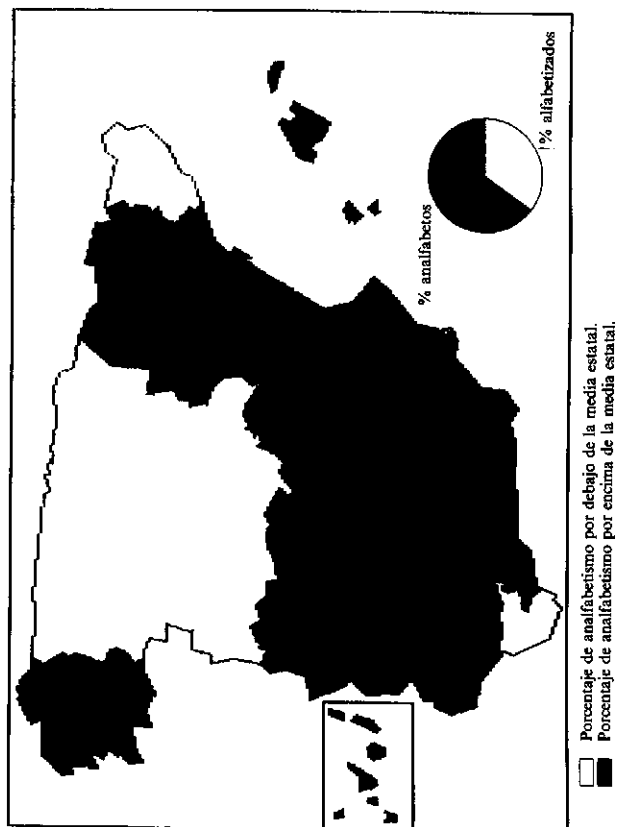 % analfabetos
% alfabetizados
Porcentaje de analfabetismo por debajo de la media estatal.
Porcentaje de analfabetismo por encima de la media estatal.